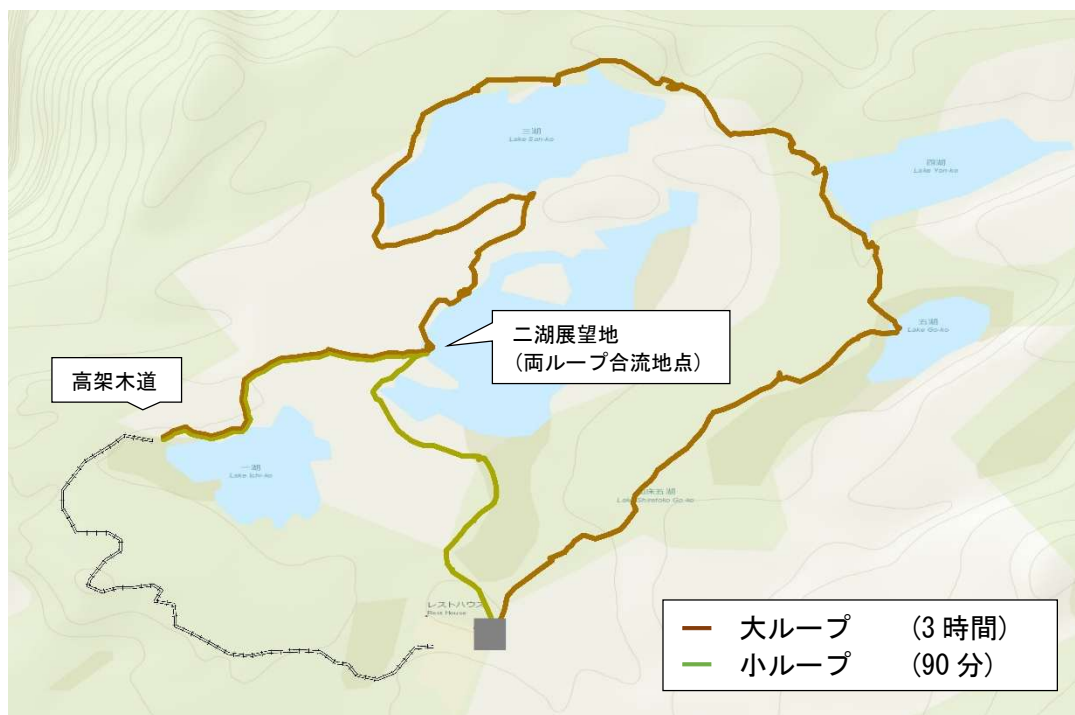 三湖
Lake San-ko
四湖
Lake Yon-ko
二湖展望地
（両ループ合流地点）
五湖
Lake Go-ko
高架木道
一湖
Lake Ichi-ko
レストハウス
Rest House
大ループ (3 時間)
小ループ (90 分)